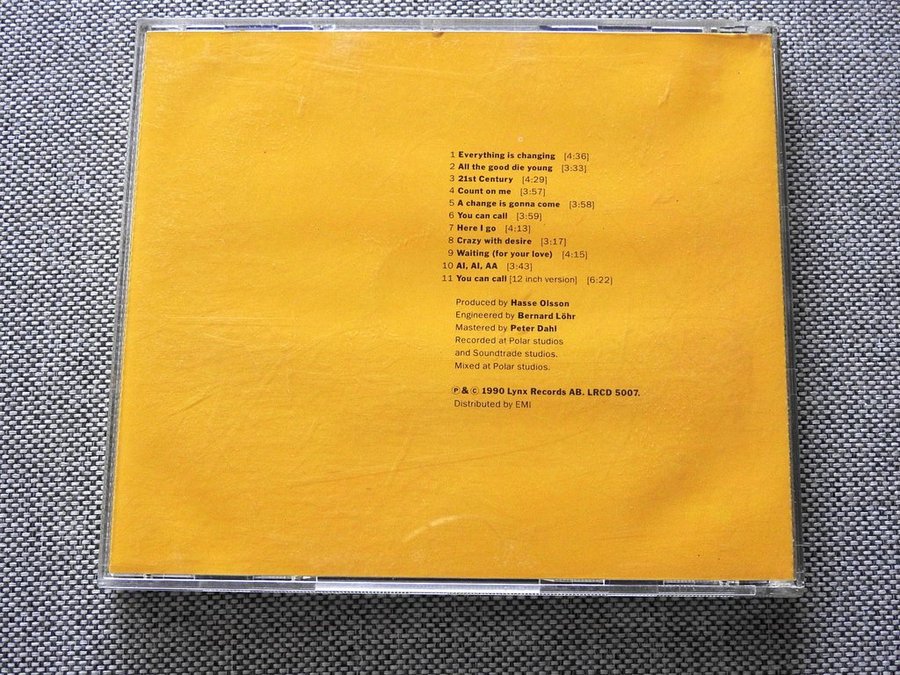 1 Everything is changing [4:36]
2 All the good die young [3:33]
3 21st Century [4:29]
4 Count on me [3:57]
5 A change is gonna come [3:58]
6 You can call [3:59]
7 Here I go [4:13]
8 Crazy with desire [3:17]
9 Waiting (for your love) [4:15]
10 AI, AI, AA [3:43]
11 You can call [12 inch version] [6:22]
Produced by Hasse Olsson
Engineered by Bernard Löhr
Mastered by Peter Dahl
Recorded at Polar studios
and Soundtrade studios.
Mixed at Polar studios.
Ⓟ & © 1990 Lynx Records AB. LRCD 5007.
Distributed by EMI